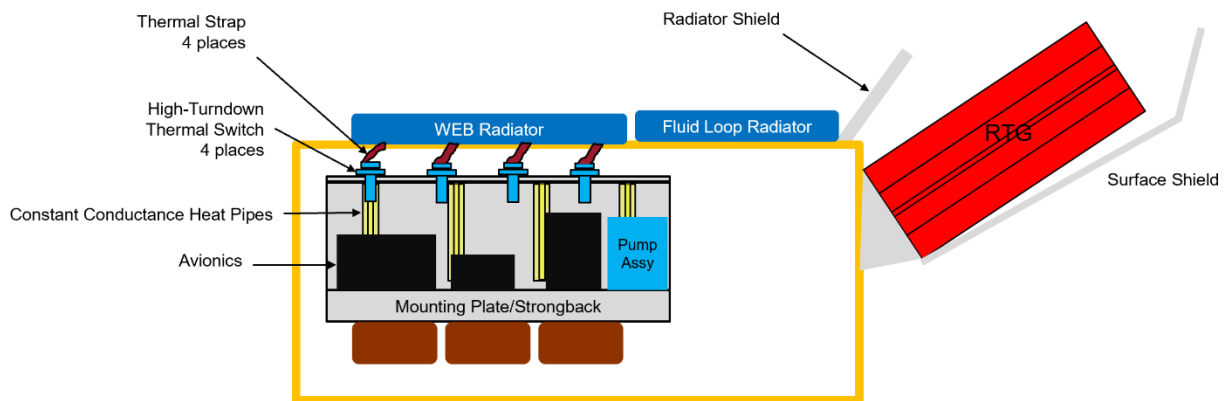 Thermal Strap
4 places
Radiator Shield
High-Turndown
Thermal Switch
4 places
WEB Radiator
Fluid Loop Radiator
RTG
Surface Shield
Constant Conductance Heat Pipes
Avionics
Pump
Assy
Mounting Plate/Strongback